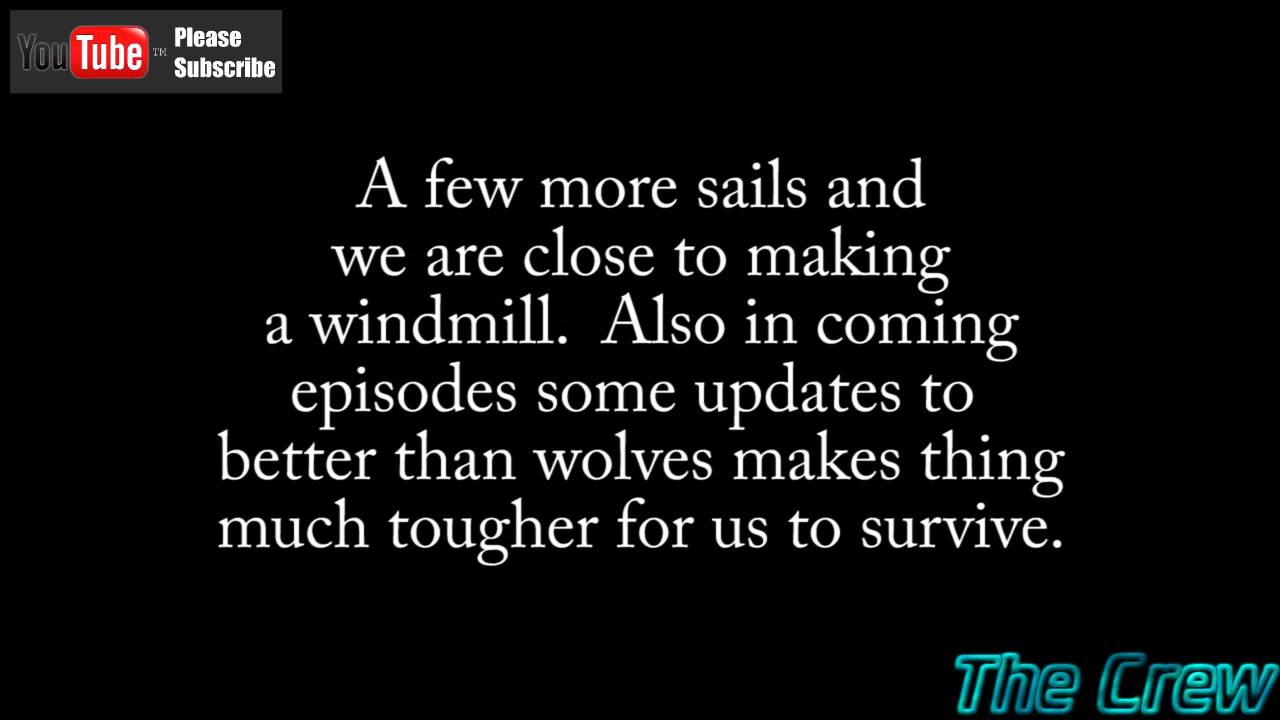 YouTube™ Please
Subscribe
A few more sails and
we are close to making
a windmill.  Also in coming
episodes some updates to
better than wolves makes thing
much tougher for us to survive.
The Crew